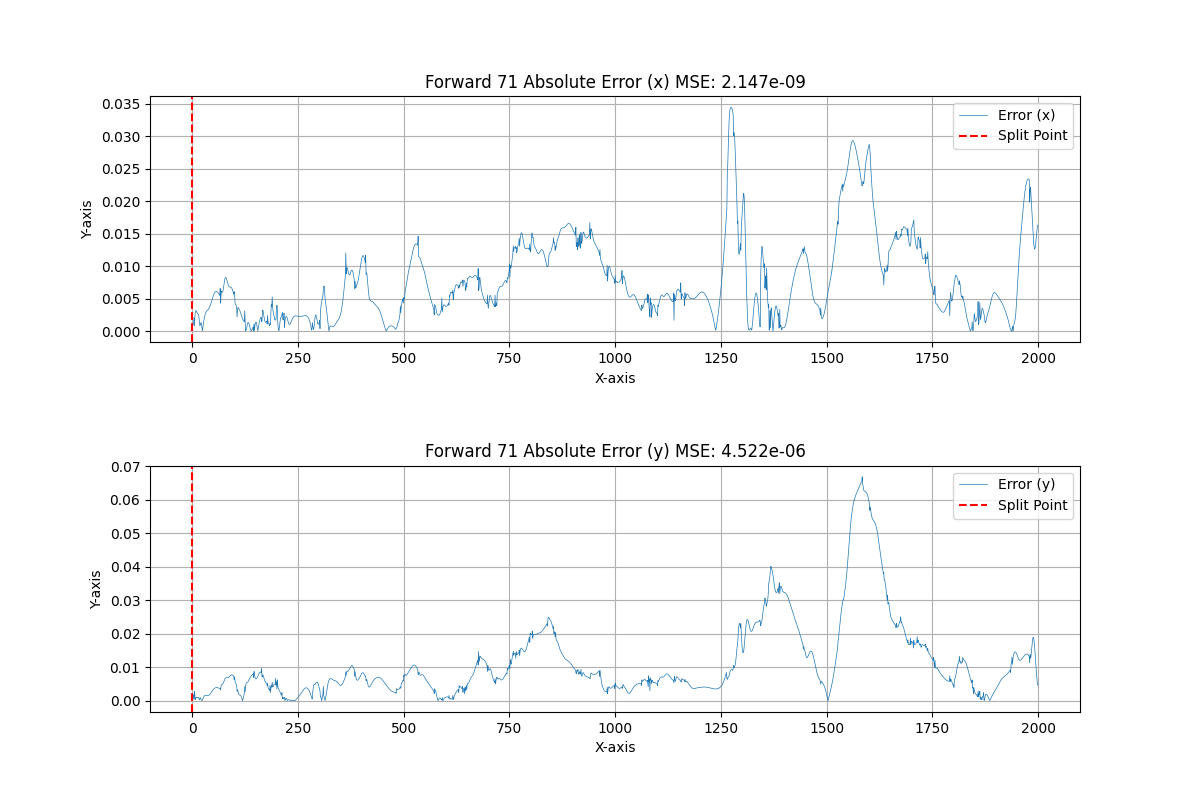 Forward 71 Absolute Error (x) MSE: 2.147e-09
0.035
0.030
0.025
0.020
0.015
0.010
0.005
0.000
Y-axis
Error (x)
Split Point
0 250 500 750 1000 1250 1500 1750 2000
X-axis
Forward 71 Absolute Error (y) MSE: 4.522e-06
0.07
0.06
0.05
0.04
0.03
0.02
0.01
0.00
Y-axis
Error (y)
Split Point
0 250 500 750 1000 1250 1500 1750 2000
X-axis